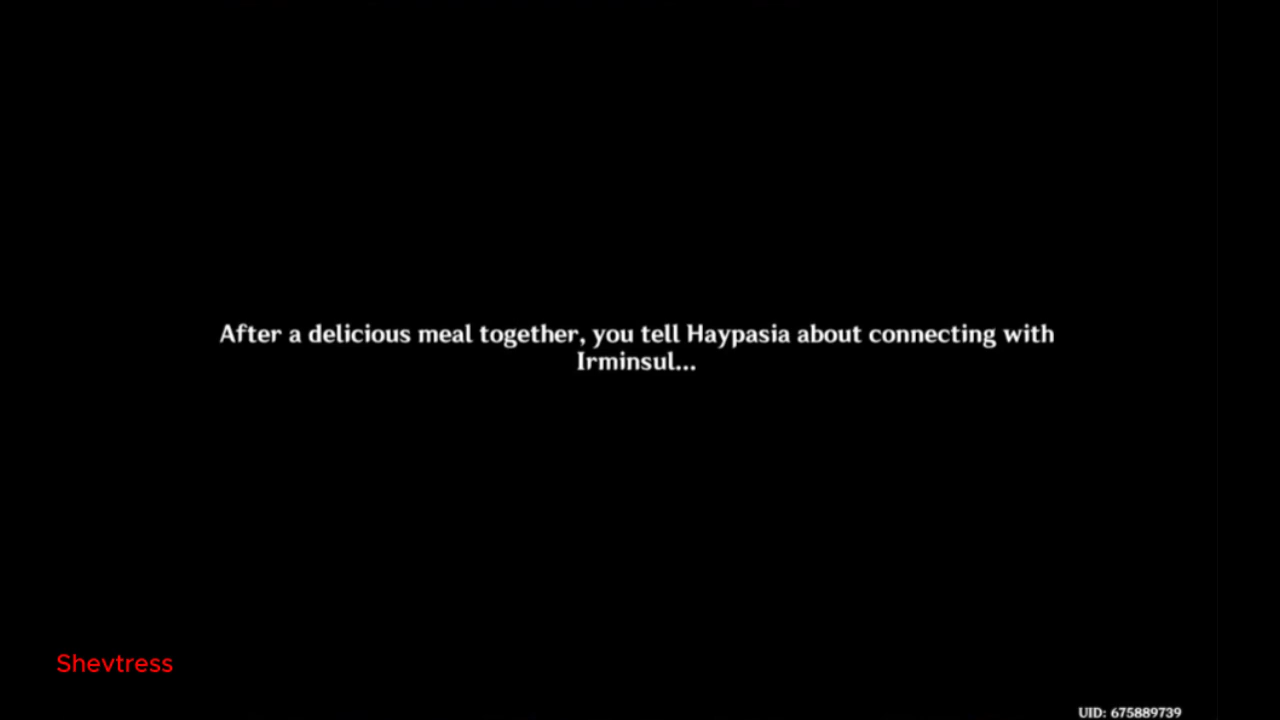 After a delicious meal together, you tell Haypasia about connecting with
Irminsul...
Shevtress
UID: 675889739